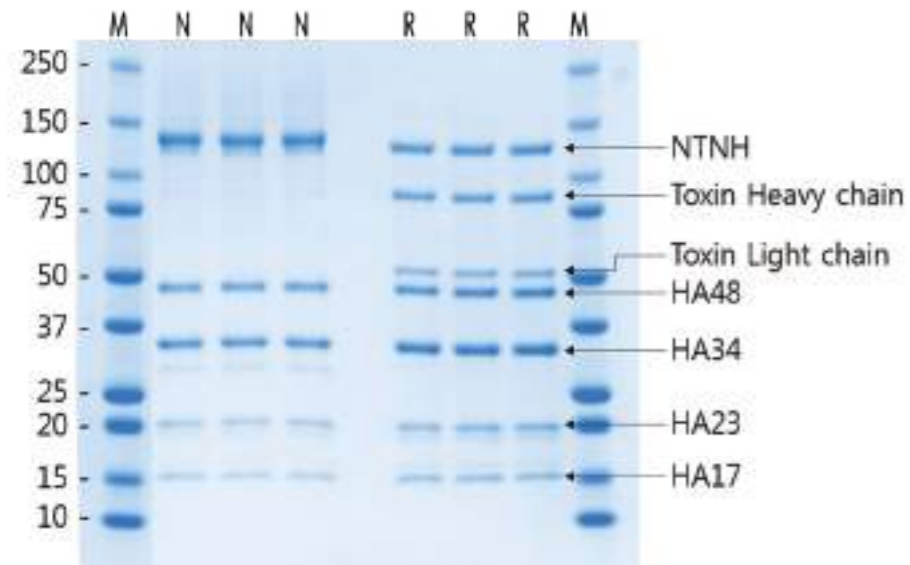 M N N N R R R M
250
150
100 -
75 -
50 -
37 -
25 -
20 -
15 -
10 -
NTNH
Toxin Heavy chain
Toxin Light chain
HA48
HA34
HA23
HA17